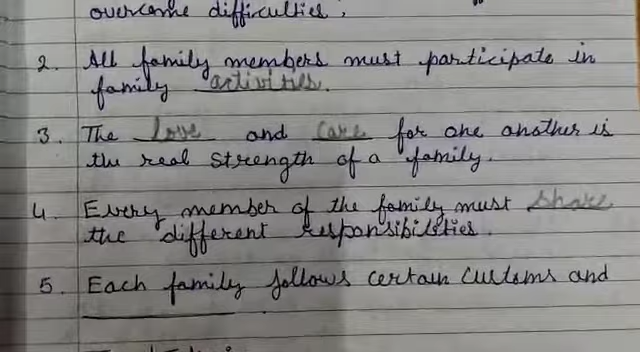 overcome difficulties.
2. All family members must participate in
family activities.
3. The love and care for one another is
the real strength of a family.
4. Every member of the family must share
the different responsibilities.
5. Each family follows certain customs and